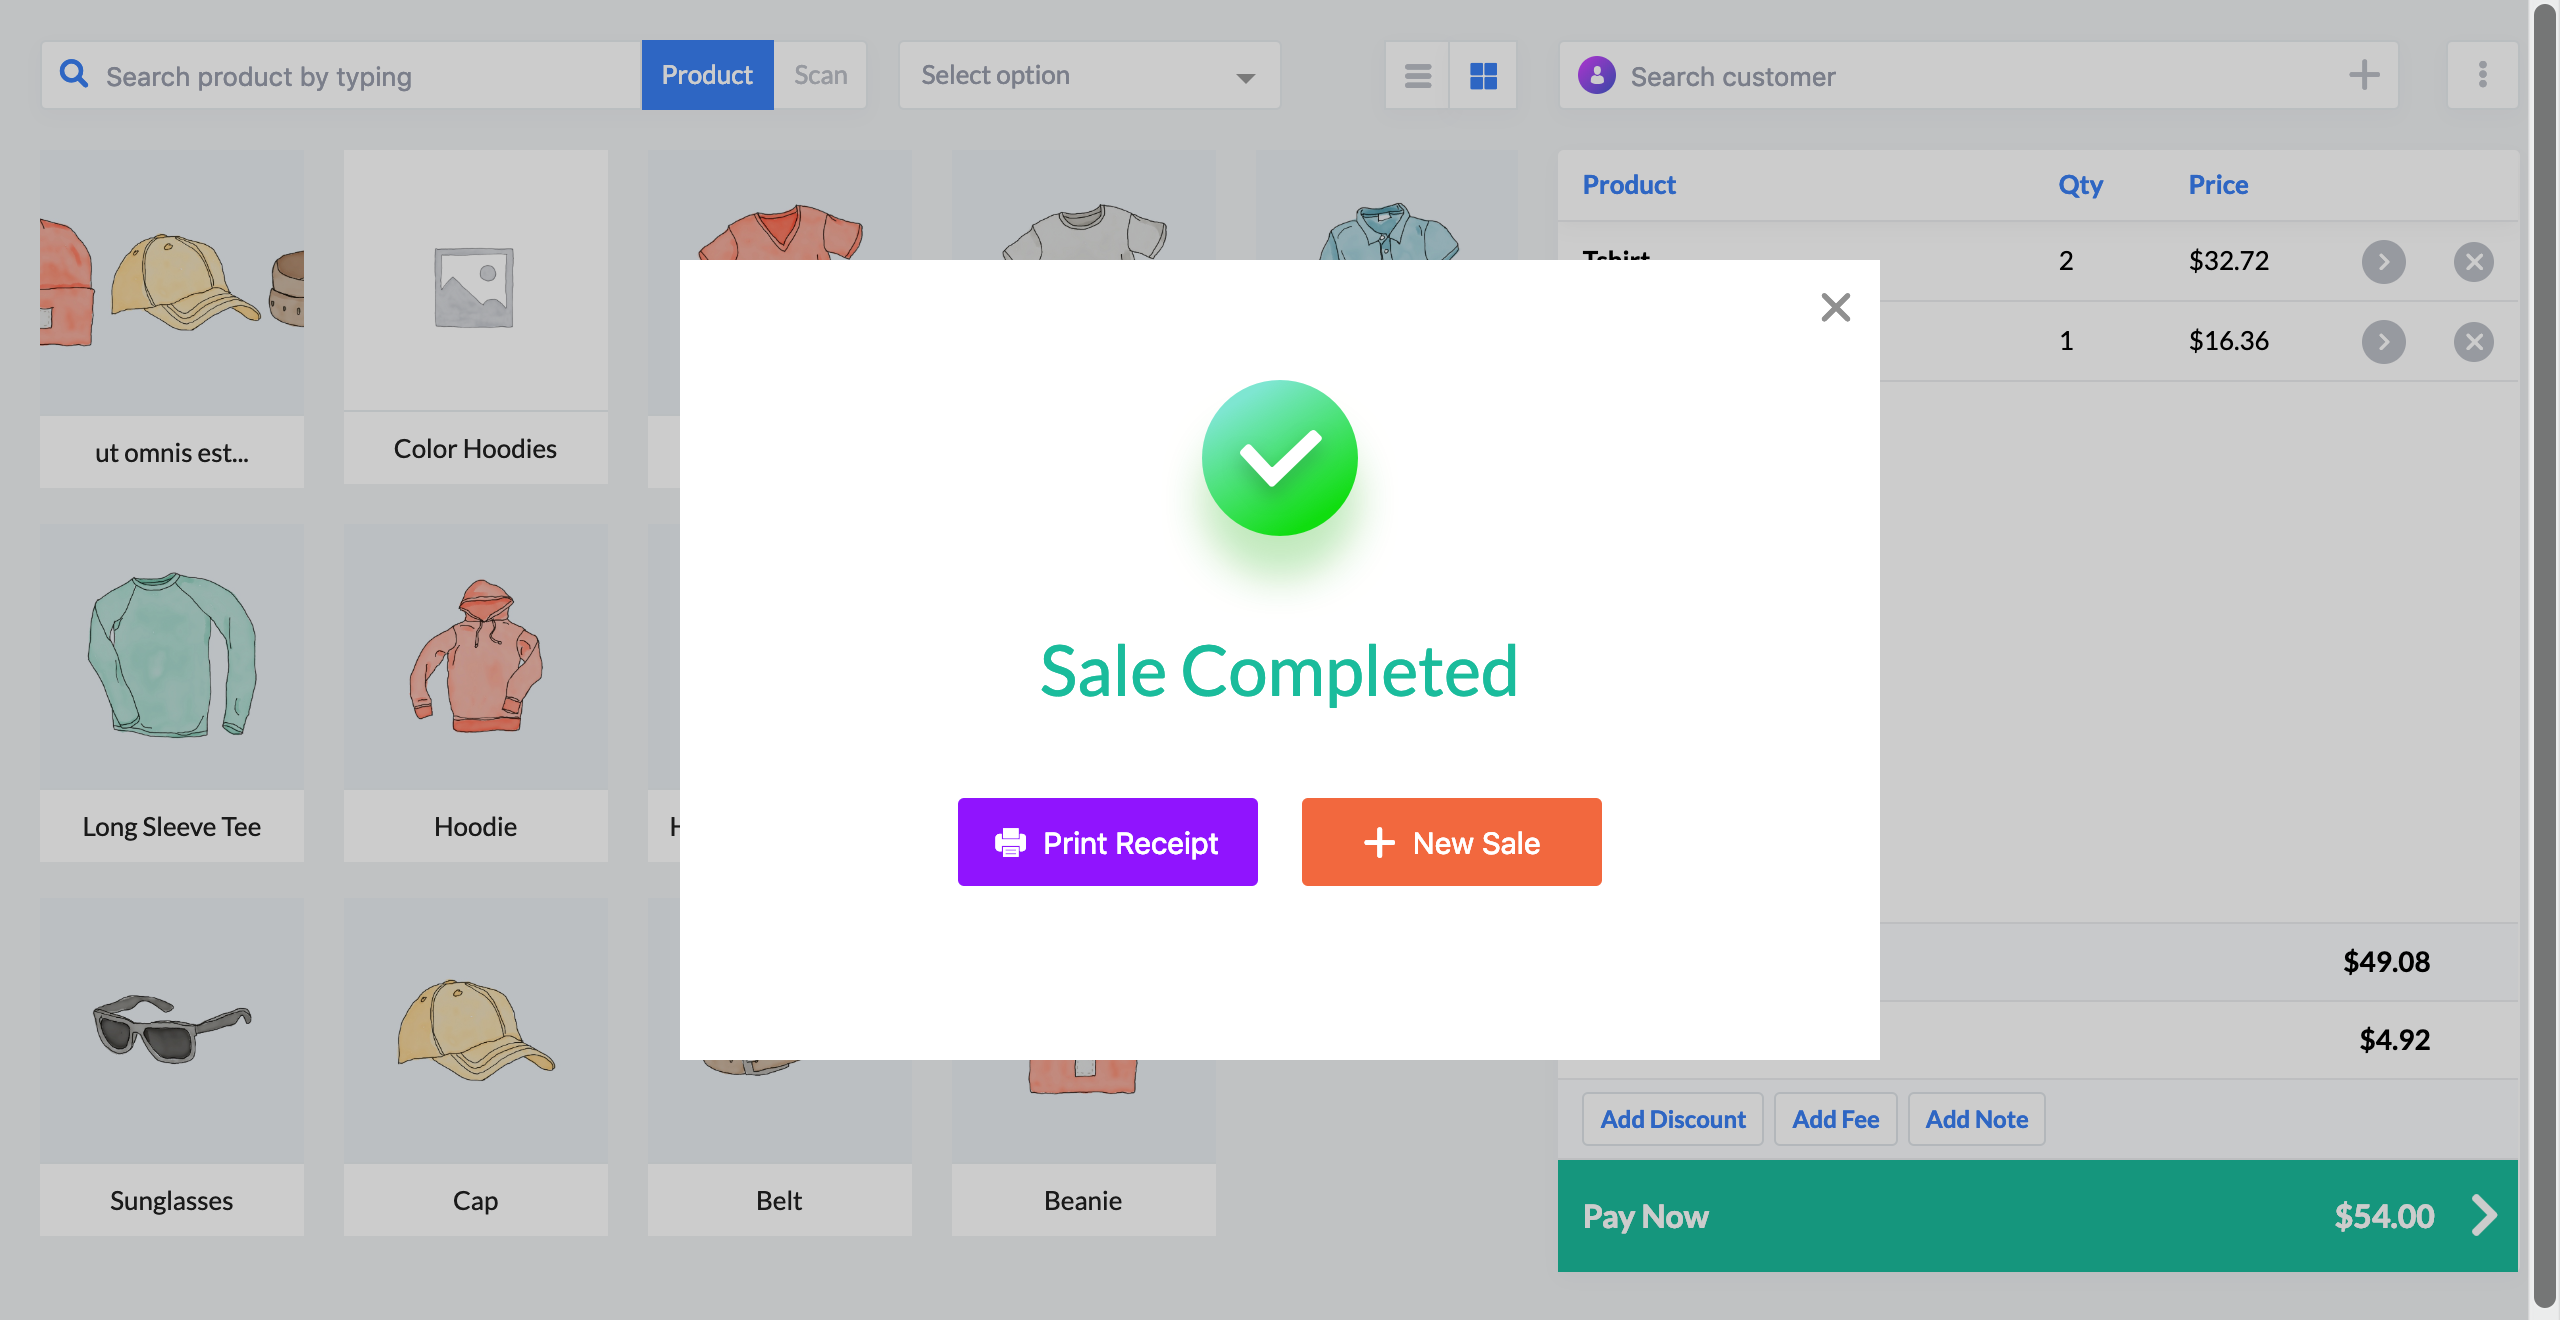 Search product by typing
Product
Scan
Select option
Search customer
Product Qty Price
Tshirt 2 $32.72
1 $16.36
ut omnis est...
Color Hoodies
Sale Completed
Print Receipt
New Sale
Long Sleeve Tee
Hoodie
H
$49.08
$4.92
Add Discount
Add Fee
Add Note
Sunglasses
Cap
Belt
Beanie
Pay Now $54.00